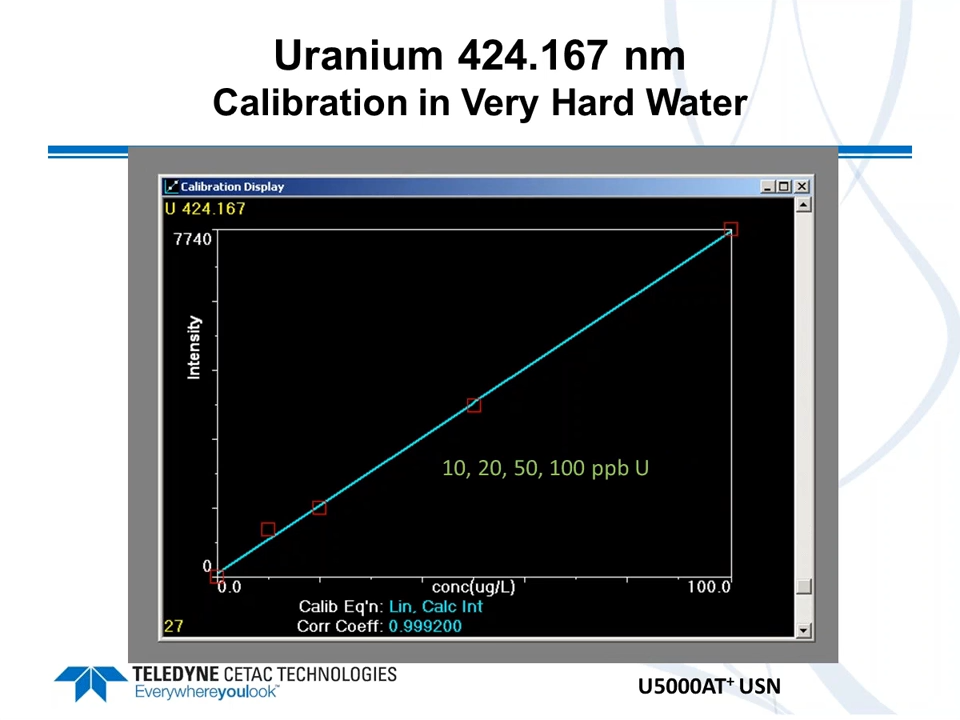 Uranium 424.167 nm
Calibration in Very Hard Water
Calibration Display
U 424.167
7740
Intensity
10, 20, 50, 100 ppb U
0
0.0 conc(ug/L) 100.0
Calib Eq'n: Lin, Calc Int
27 Corr Coeff: 0.999200
TELEDYNE CETAC TECHNOLOGIES
Everywhereyoulook™
U5000AT+ USN